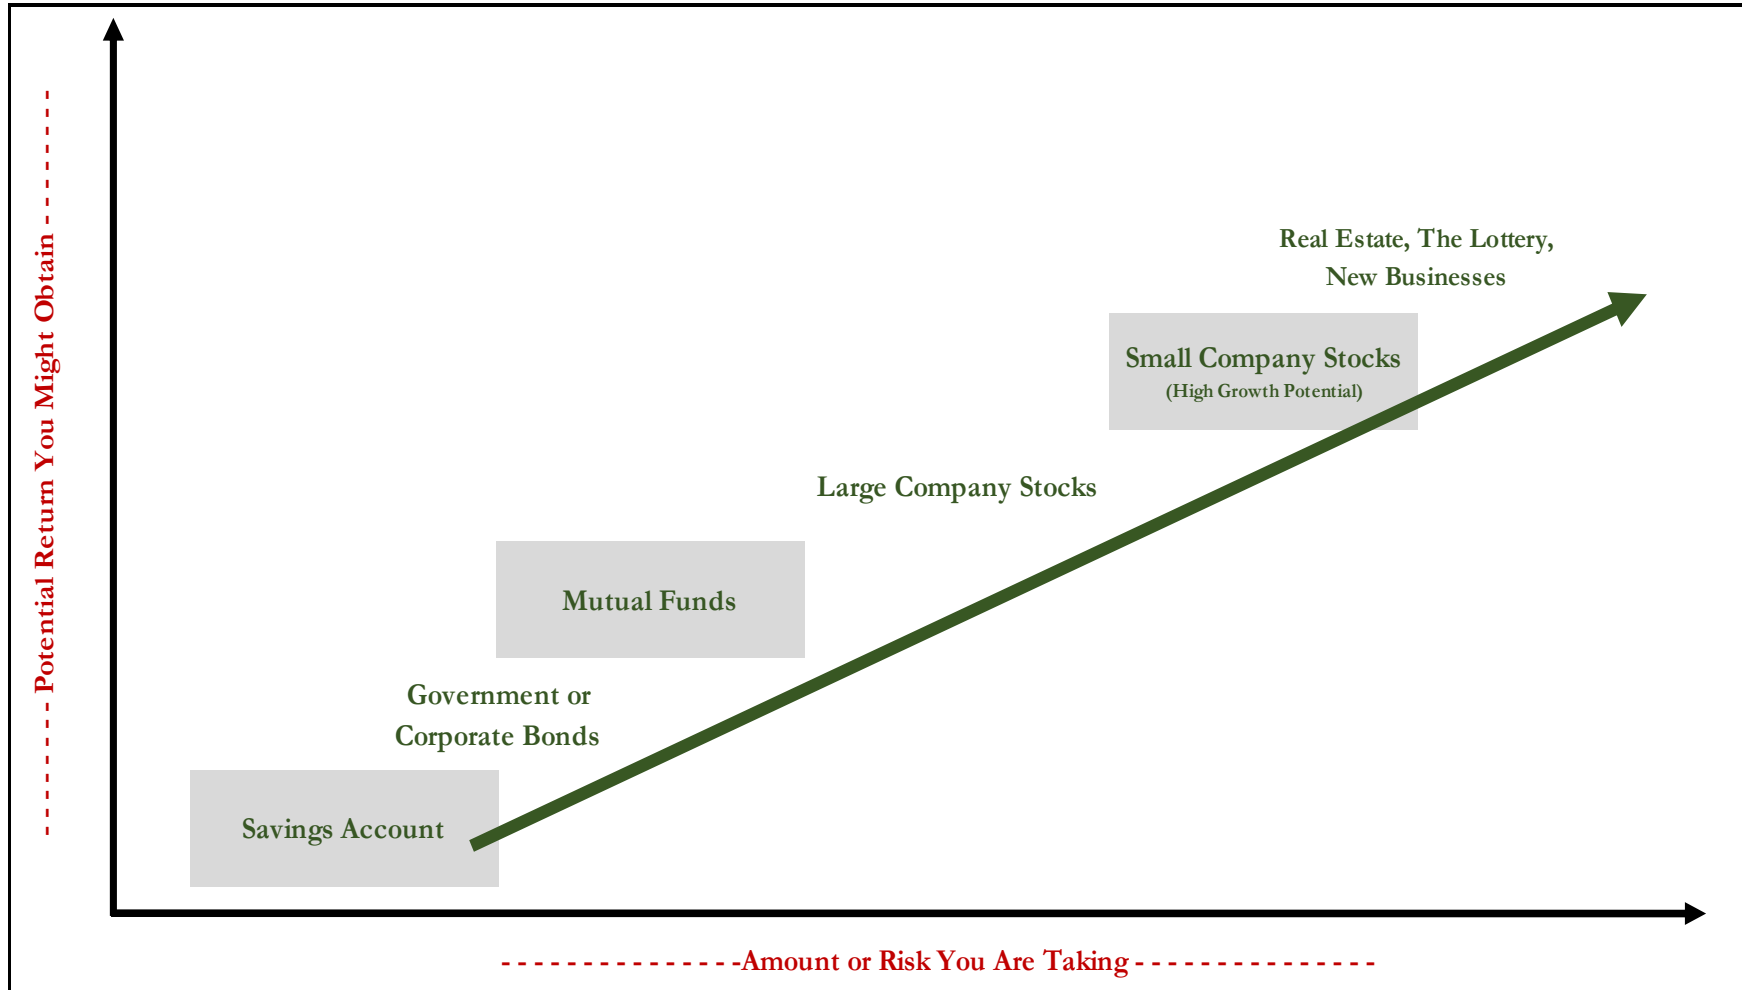 Potential Return You Might Obtain
Real Estate, The Lottery,
New Businesses
Small Company Stocks
(High Growth Potential)
Large Company Stocks
Mutual Funds
Government or
Corporate Bonds
Savings Account
Amount or Risk You Are Taking